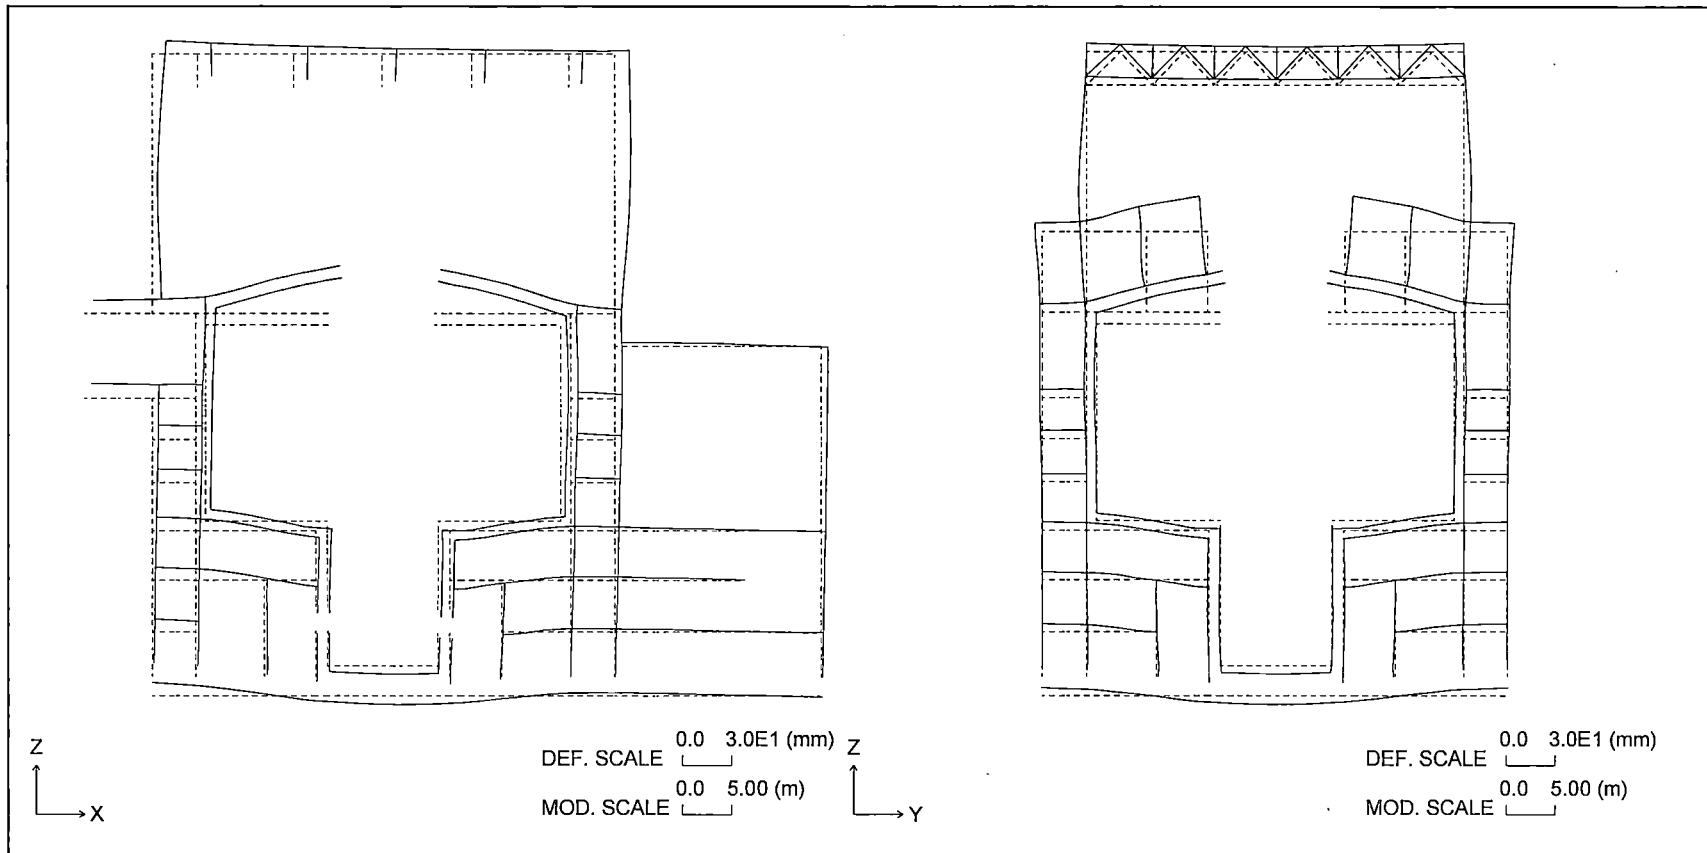 Z
X
DEF. SCALE 0.0 3.0E1 (mm)
MOD. SCALE 0.0 5.00 (m)
Z
Y
DEF. SCALE 0.0 3.0E1 (mm)
MOD. SCALE 0.0 5.00 (m)